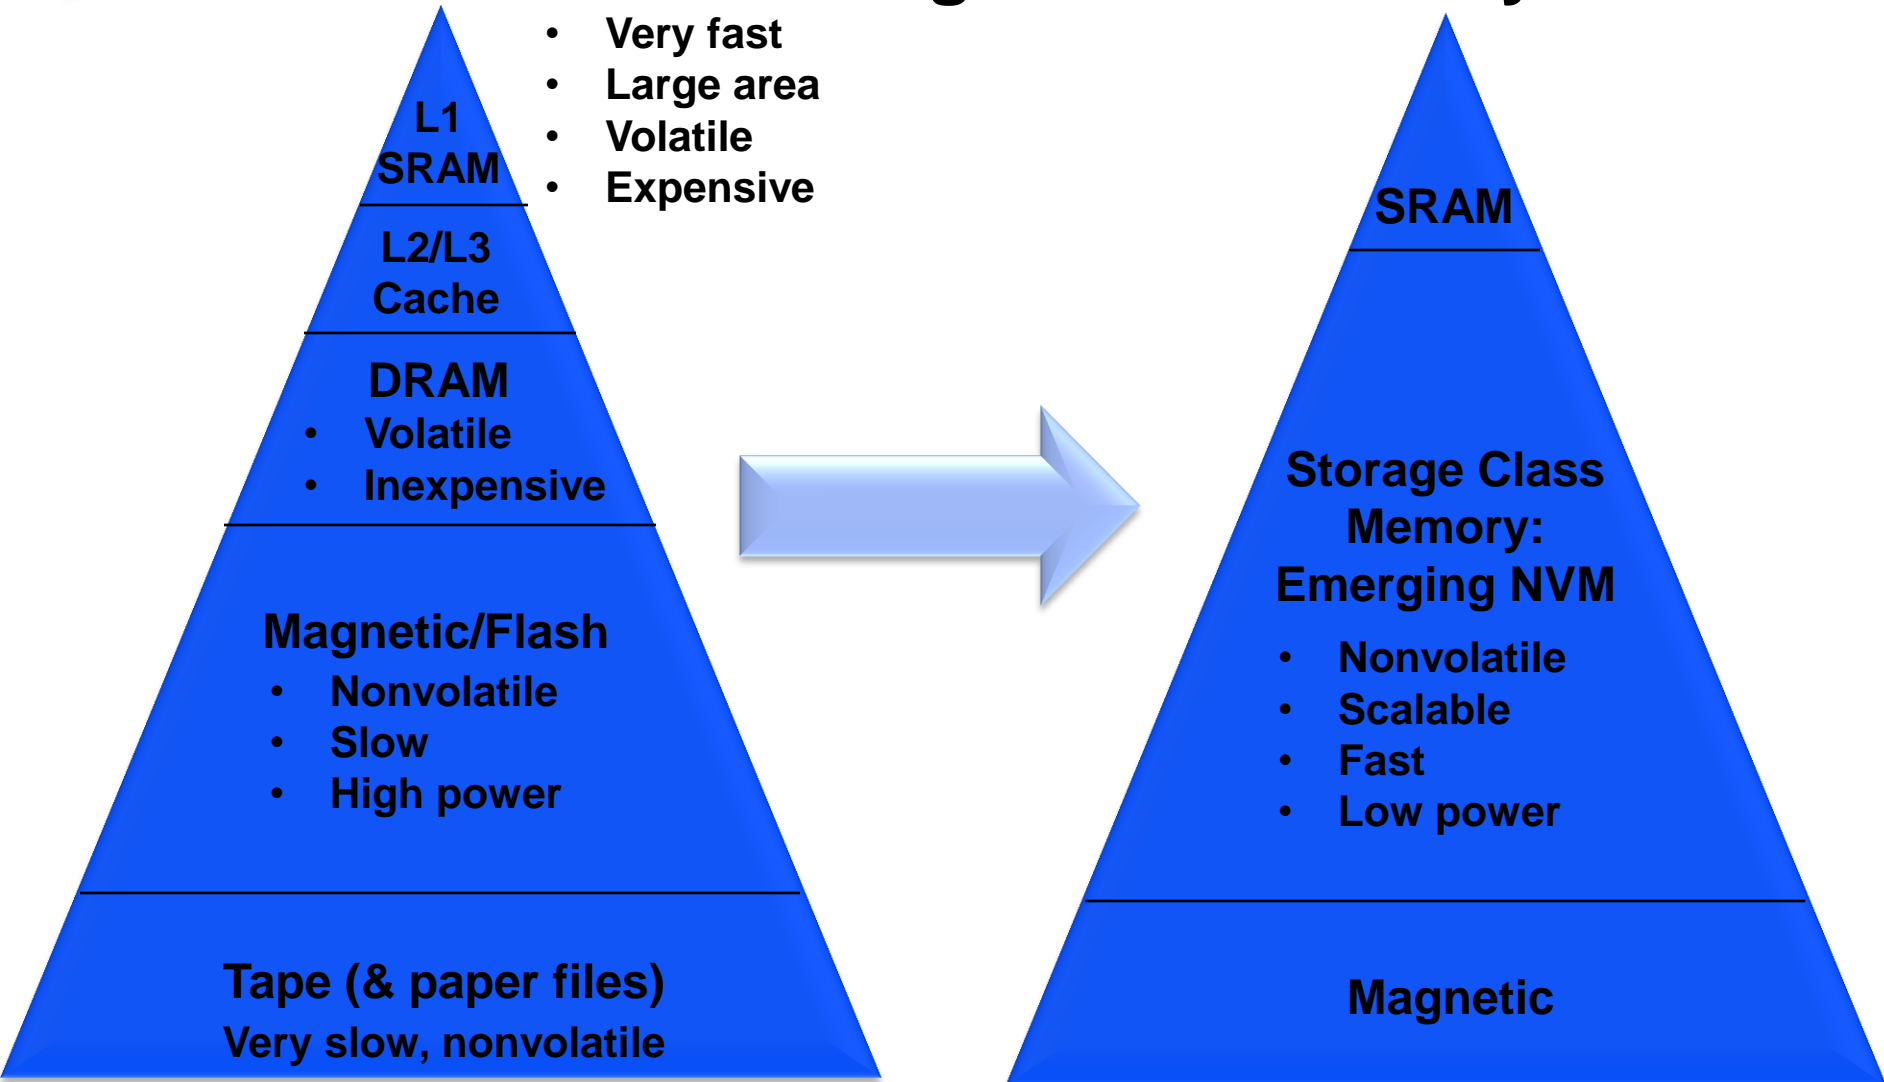 • Very fast
• Large area
• Volatile
• Expensive
L1
SRAM
L2/L3
Cache
DRAM
• Volatile
• Inexpensive
Magnetic/Flash
• Nonvolatile
• Slow
• High power
Tape (& paper files)
Very slow, nonvolatile
SRAM
Storage Class
Memory:
Emerging NVM
• Nonvolatile
• Scalable
• Fast
• Low power
Magnetic